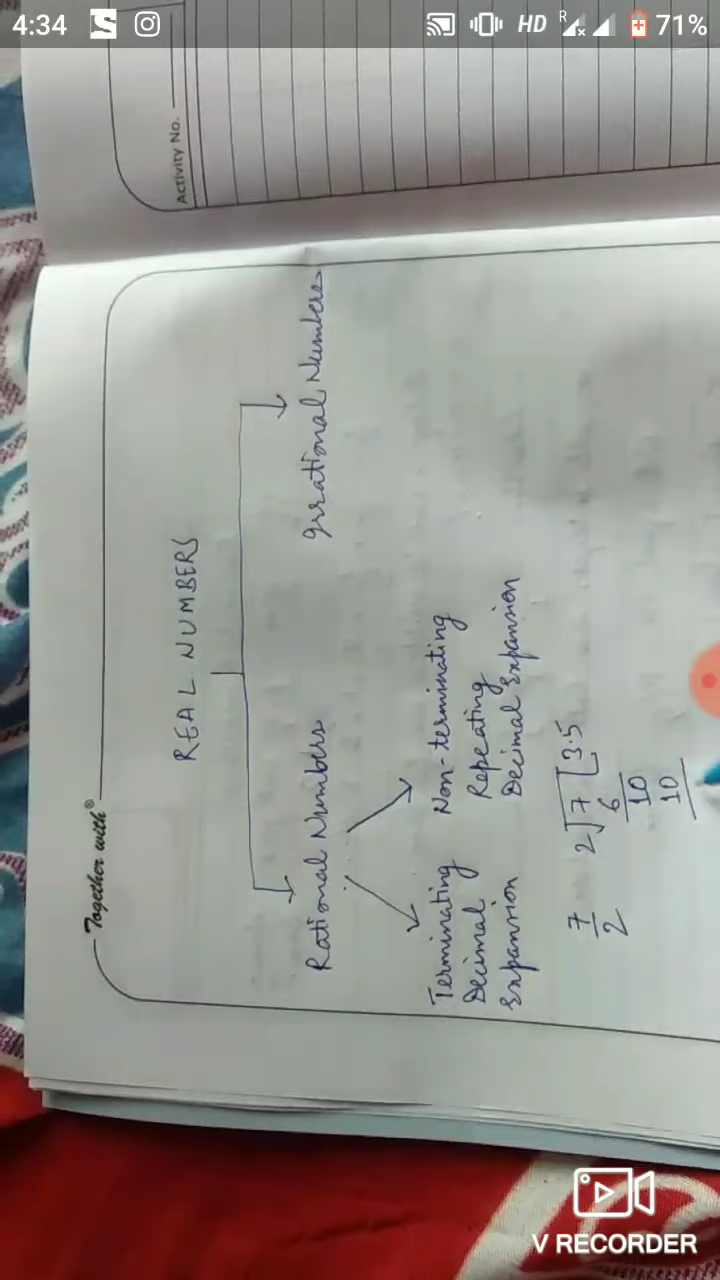 4:34
HD
R
71%
Activity No.
Together with®
REAL NUMBERS
Rational Numbers
Irrational Numbers
Terminating
Decimal
Expansion
Non-terminating
Repeating
Decimal Expansion
7/2
2√7 [3.5
6
10
10
V RECORDER